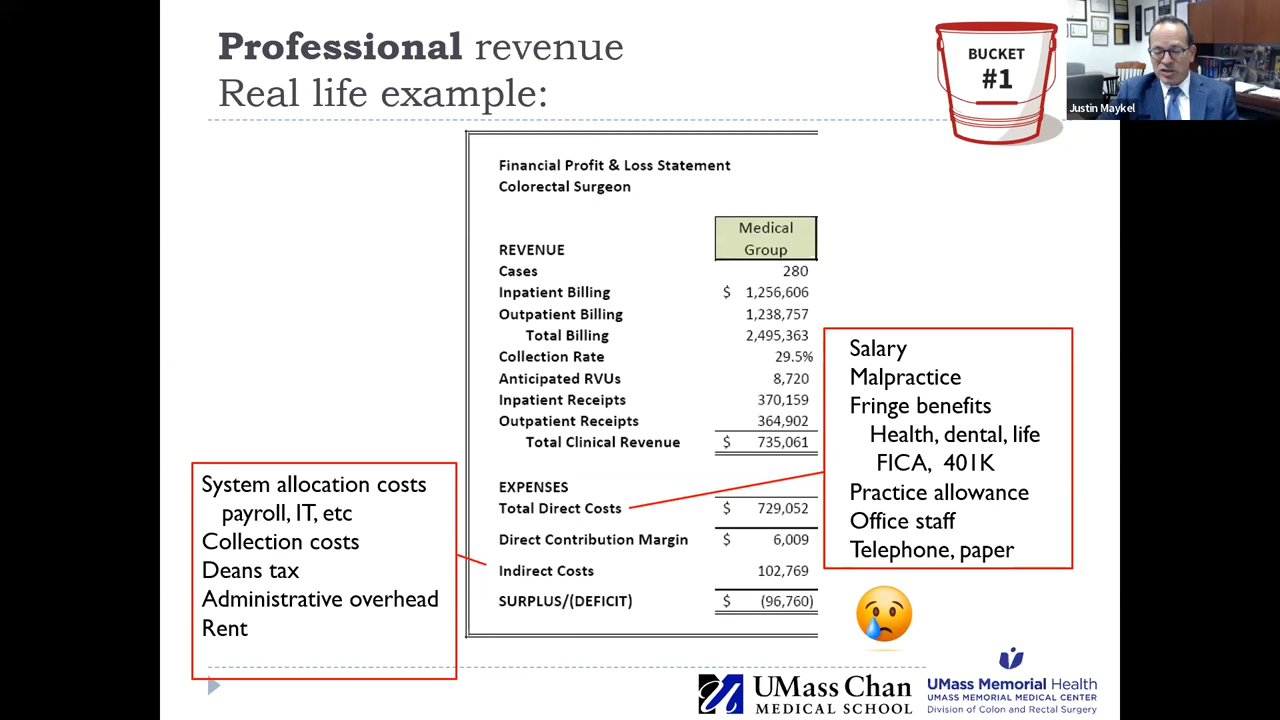 Professional revenue
Real life example:
BUCKET
#1
Justin Maykel
Financial Profit & Loss Statement
Colorectal Surgeon
Medical
Group
REVENUE
Cases 280
Inpatient Billing $ 1,256,606
Outpatient Billing 1,238,757
Total Billing 2,495,363
Collection Rate 29.5%
Anticipated RVUs 8,720
Inpatient Receipts 370,159
Outpatient Receipts 364,902
Total Clinical Revenue $ 735,061
EXPENSES
Total Direct Costs $ 729,052
Direct Contribution Margin $ 6,009
Indirect Costs 102,769
SURPLUS/(DEFICIT) $ (96,760)
Salary
Malpractice
Fringe benefits
Health, dental, life
FICA, 401K
Practice allowance
Office staff
Telephone, paper
System allocation costs
payroll, IT, etc
Collection costs
Deans tax
Administrative overhead
Rent
UMass Chan
MEDICAL SCHOOL
UMass Memorial Health
UMASS MEMORIAL MEDICAL CENTER
Division of Colon and Rectal Surgery